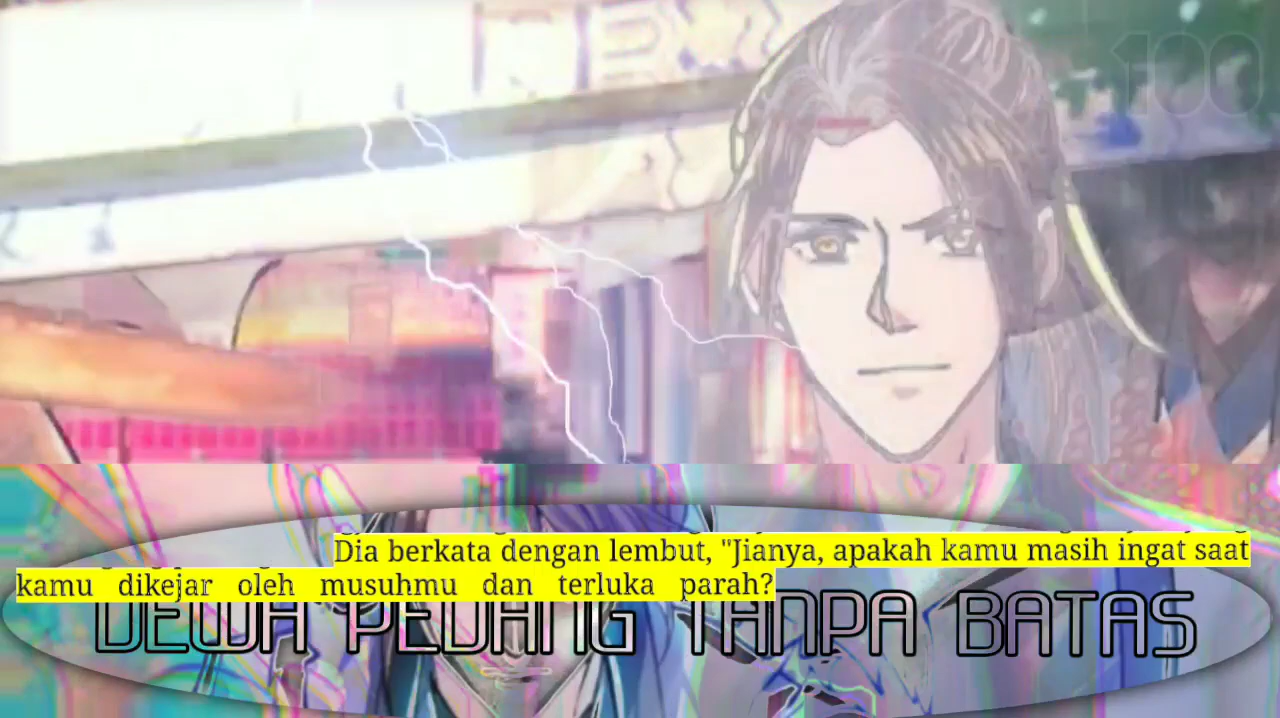 100
Dia berkata dengan lembut, "Jianya, apakah kamu masih ingat saat
kamu dikejar oleh musuhmu dan terluka parah?
DEWA PEDANG TANPA BATAS